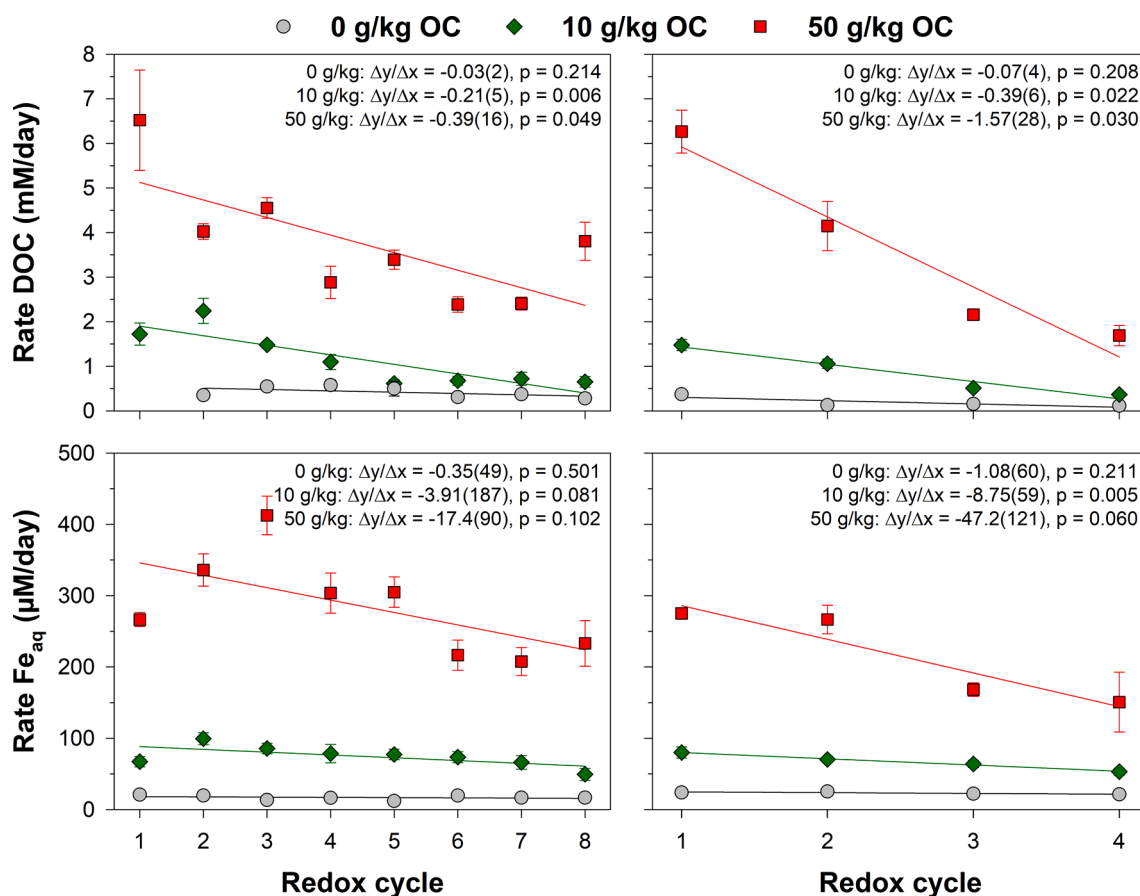 0 g/kg OC 10 g/kg OC 50 g/kg OC
Rate DOC (mM/day)
8
7
6
5
4
3
2
1
0
0 g/kg: Δy/Δx = -0.03(2), p = 0.214
10 g/kg: Δy/Δx = -0.21(5), p = 0.006
50 g/kg: Δy/Δx = -0.39(16), p = 0.049
0 g/kg: Δy/Δx = -0.07(4), p = 0.208
10 g/kg: Δy/Δx = -0.39(6), p = 0.022
50 g/kg: Δy/Δx = -1.57(28), p = 0.030
Rate Feaq (µM/day)
500
400
300
200
100
0
0 g/kg: Δy/Δx = -0.35(49), p = 0.501
10 g/kg: Δy/Δx = -3.91(187), p = 0.081
50 g/kg: Δy/Δx = -17.4(90), p = 0.102
0 g/kg: Δy/Δx = -1.08(60), p = 0.211
10 g/kg: Δy/Δx = -8.75(59), p = 0.005
50 g/kg: Δy/Δx = -47.2(121), p = 0.060
1 2 3 4 5 6 7 8
1 2 3 4
Redox cycle
Redox cycle